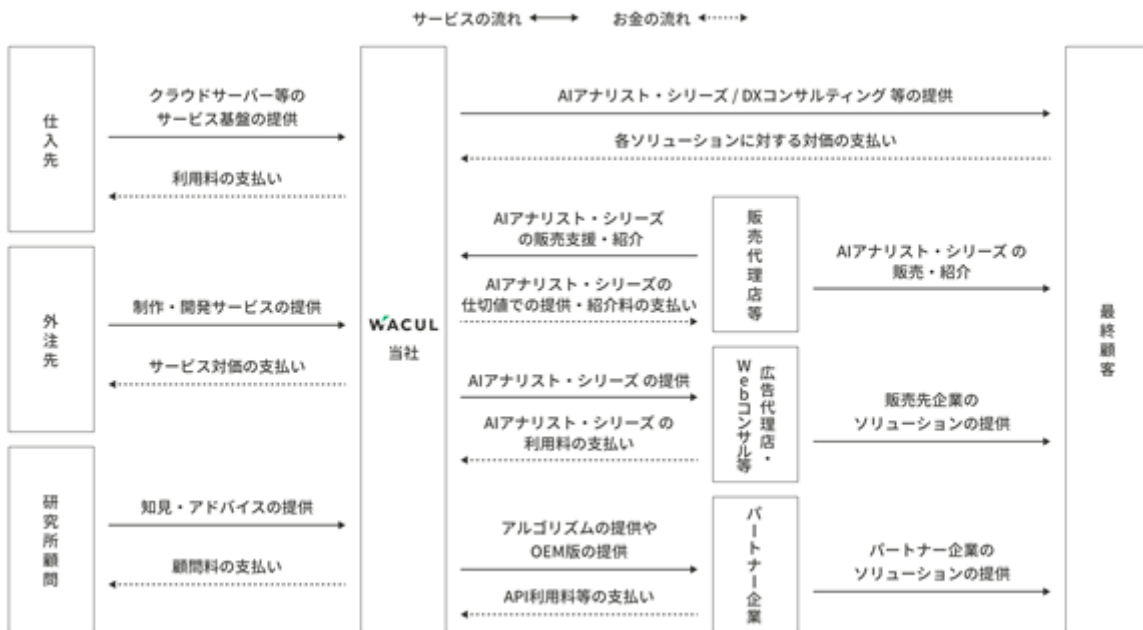 サービスの流れ
お金の流れ
仕入先
クラウドサーバー等の
サービス基盤の提供
利用料の支払い
外注先
制作・開発サービスの提供
サービス対価の支払い
研究所顧問
知見・アドバイスの提供
顧問料の支払い
WACUL
当社
AIアナリスト・シリーズ / DXコンサルティング 等の提供
各ソリューションに対する対価の支払い
AIアナリスト・シリーズ
の販売支援・紹介
AIアナリスト・シリーズの
仕切値での提供・紹介料の支払い
販売代理店等
AIアナリスト・シリーズ の
販売・紹介
AIアナリスト・シリーズ の提供
AIアナリスト・シリーズ の
利用料の支払い
広告代理店・
Webコンサル等
販売先企業の
ソリューションの提供
アルゴリズムの提供や
OEM版の提供
API利用料等の支払い
パートナー企業
パートナー企業の
ソリューションの提供
最終顧客